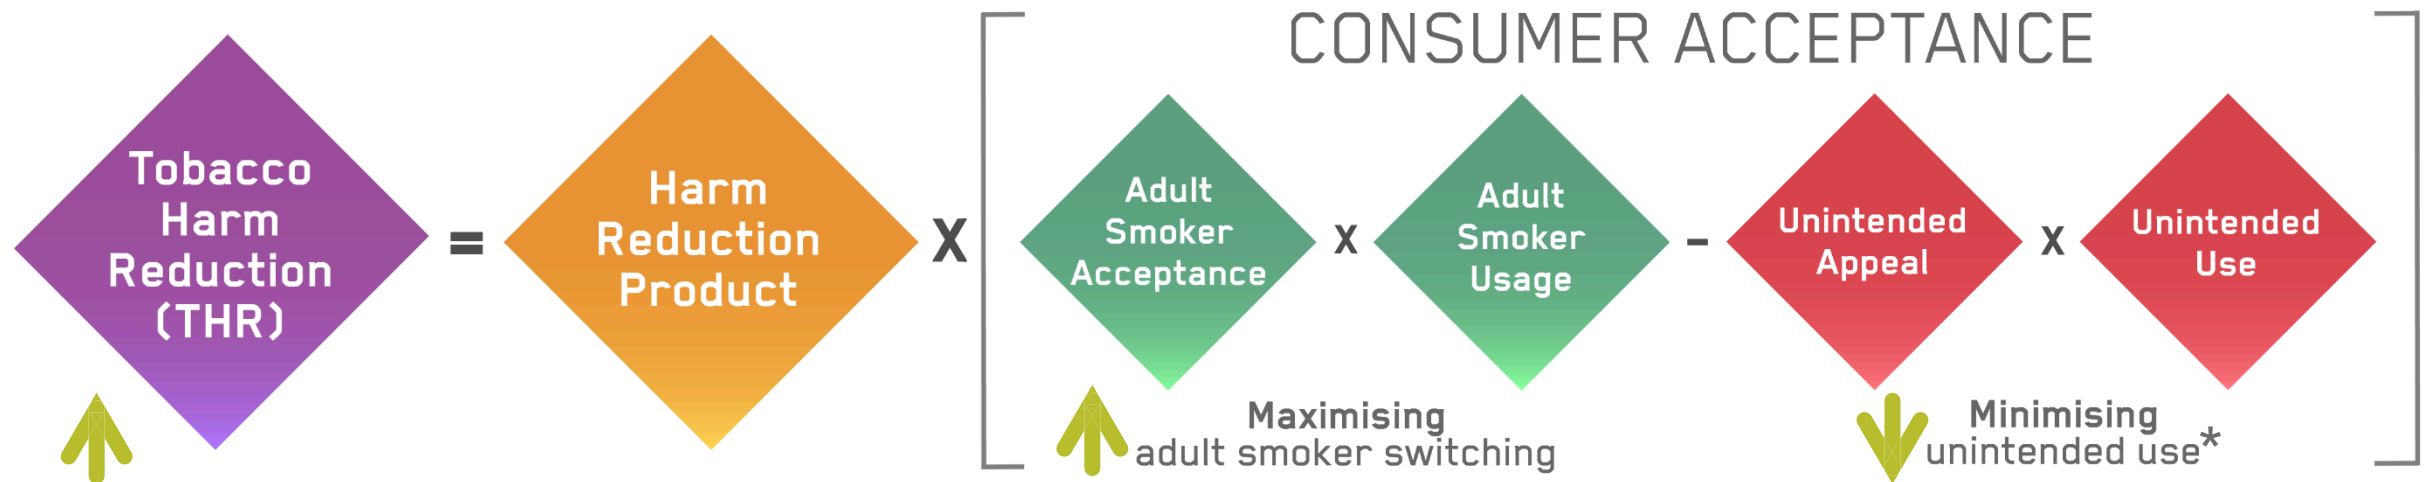 CONSUMER ACCEPTANCE
Tobacco
Harm
Reduction
(THR)
=
Harm
Reduction
Product
X
Adult
Smoker
Acceptance
x
Adult
Smoker
Usage
-
Unintended
Appeal
x
Unintended
Use
Maximising
adult smoker switching
Minimising
unintended use*